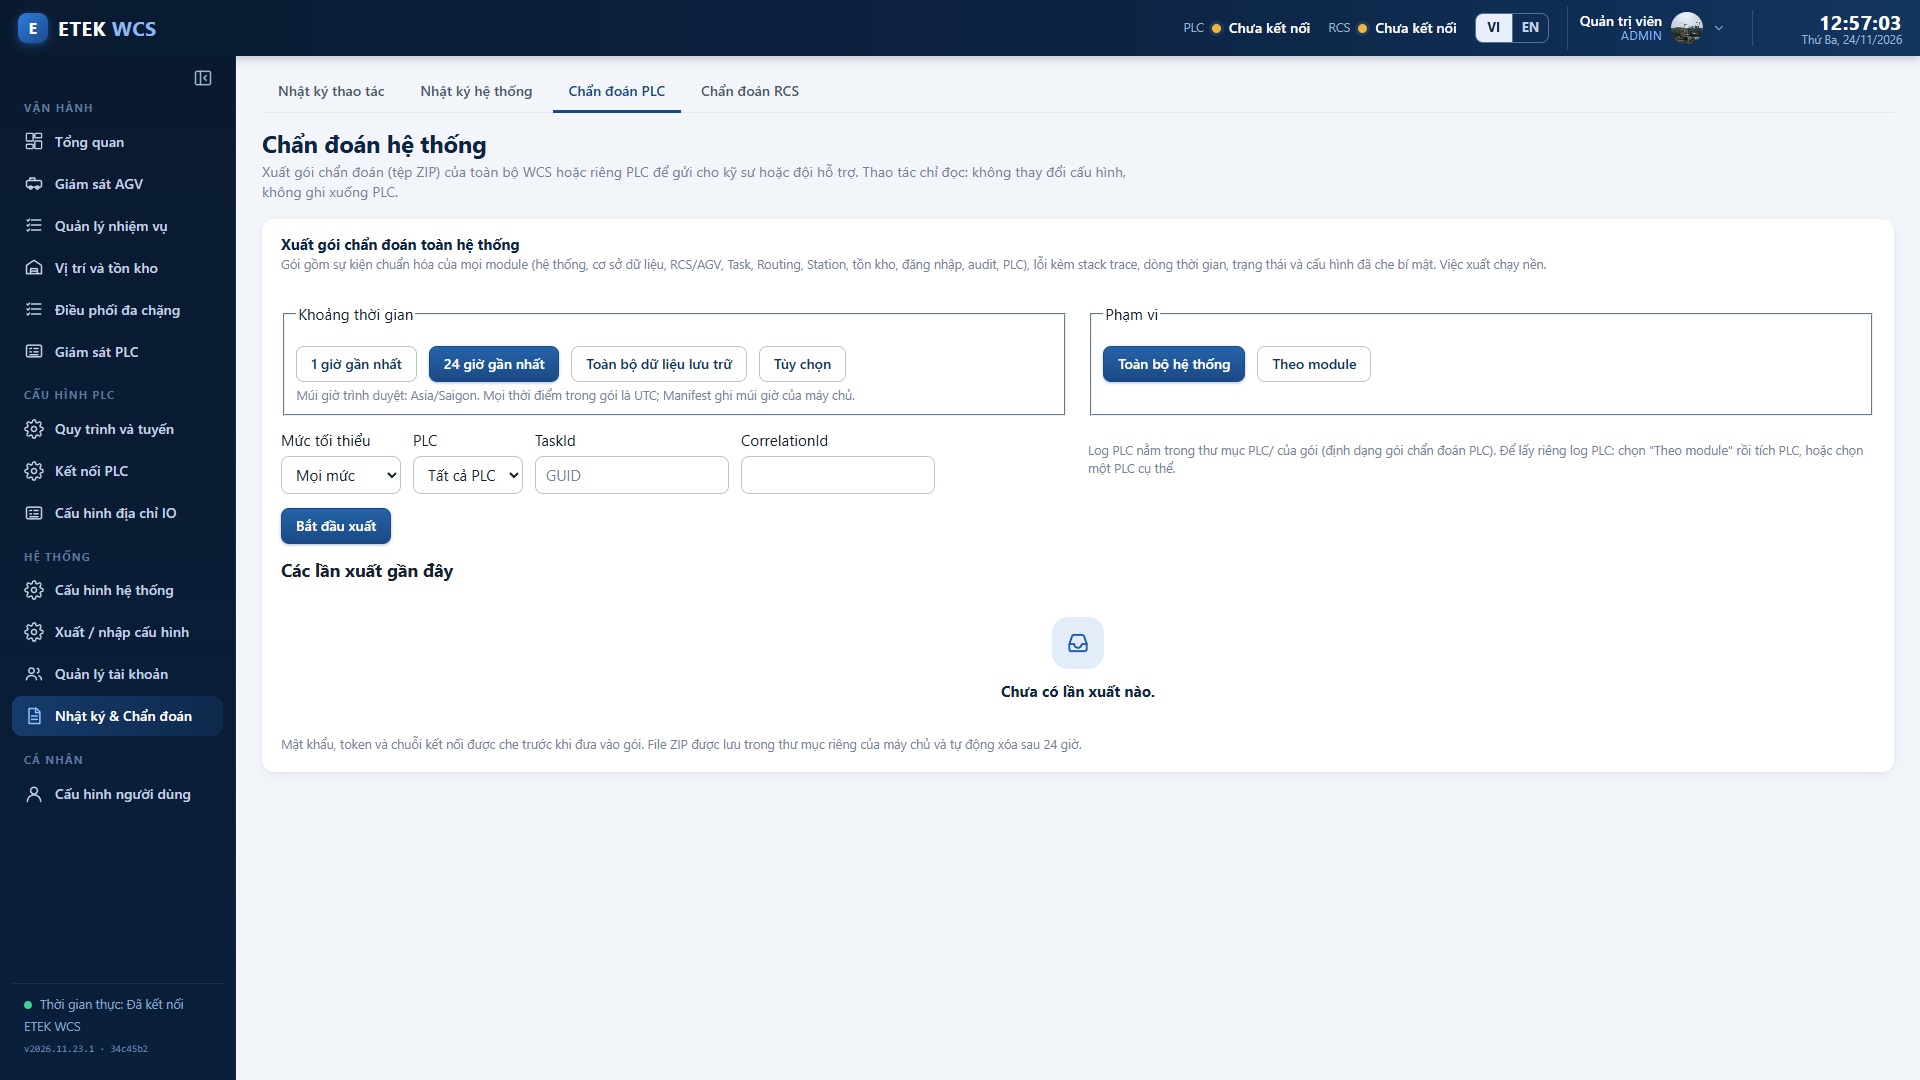 E ETEK WCS
PLC Chưa kết nối RCS Chưa kết nối VI EN
Quản trị viên
ADMIN
12:57:03
Thứ Ba, 24/11/2026
VẬN HÀNH
Tổng quan
Giám sát AGV
Quản lý nhiệm vụ
Vị trí và tồn kho
Điều phối đa chặng
Giám sát PLC
CẤU HÌNH PLC
Quy trình và tuyến
Kết nối PLC
Cấu hình địa chỉ IO
HỆ THỐNG
Cấu hình hệ thống
Xuất / nhập cấu hình
Quản lý tài khoản
Nhật ký & Chẩn đoán
CÁ NHÂN
Cấu hình người dùng
Thời gian thực: Đã kết nối
ETEK WCS
v2026.11.23.1 · 34c45b2
Nhật ký thao tác Nhật ký hệ thống Chẩn đoán PLC Chẩn đoán RCS
Chẩn đoán hệ thống
Xuất gói chẩn đoán (tệp ZIP) của toàn bộ WCS hoặc riêng PLC để gửi cho kỹ sư hoặc đội hỗ trợ. Thao tác chỉ đọc: không thay đổi cấu hình,
không ghi xuống PLC.
Xuất gói chẩn đoán toàn hệ thống
Gói gồm sự kiện chuẩn hóa của mọi module (hệ thống, cơ sở dữ liệu, RCS/AGV, Task, Routing, Station, tồn kho, đăng nhập, audit, PLC), lỗi kèm stack trace, dòng thời gian, trạng thái và cấu hình đã che bí mật. Việc xuất chạy nền.
Khoảng thời gian
1 giờ gần nhất 24 giờ gần nhất Toàn bộ dữ liệu lưu trữ Tùy chọn
Múi giờ trình duyệt: Asia/Saigon. Mọi thời điểm trong gói là UTC; Manifest ghi múi giờ của máy chủ.
Phạm vi
Toàn bộ hệ thống Theo module
Mức tối thiểu PLC TaskId CorrelationId
Mọi mức Tất cả PLC GUID
Log PLC nằm trong thư mục PLC/ của gói (định dạng gói chẩn đoán PLC). Để lấy riêng log PLC: chọn "Theo module" rồi tích PLC, hoặc chọn
một PLC cụ thể.
Bắt đầu xuất
Các lần xuất gần đây
Chưa có lần xuất nào.
Mật khẩu, token và chuỗi kết nối được che trước khi đưa vào gói. File ZIP được lưu trong thư mục riêng của máy chủ và tự động xóa sau 24 giờ.